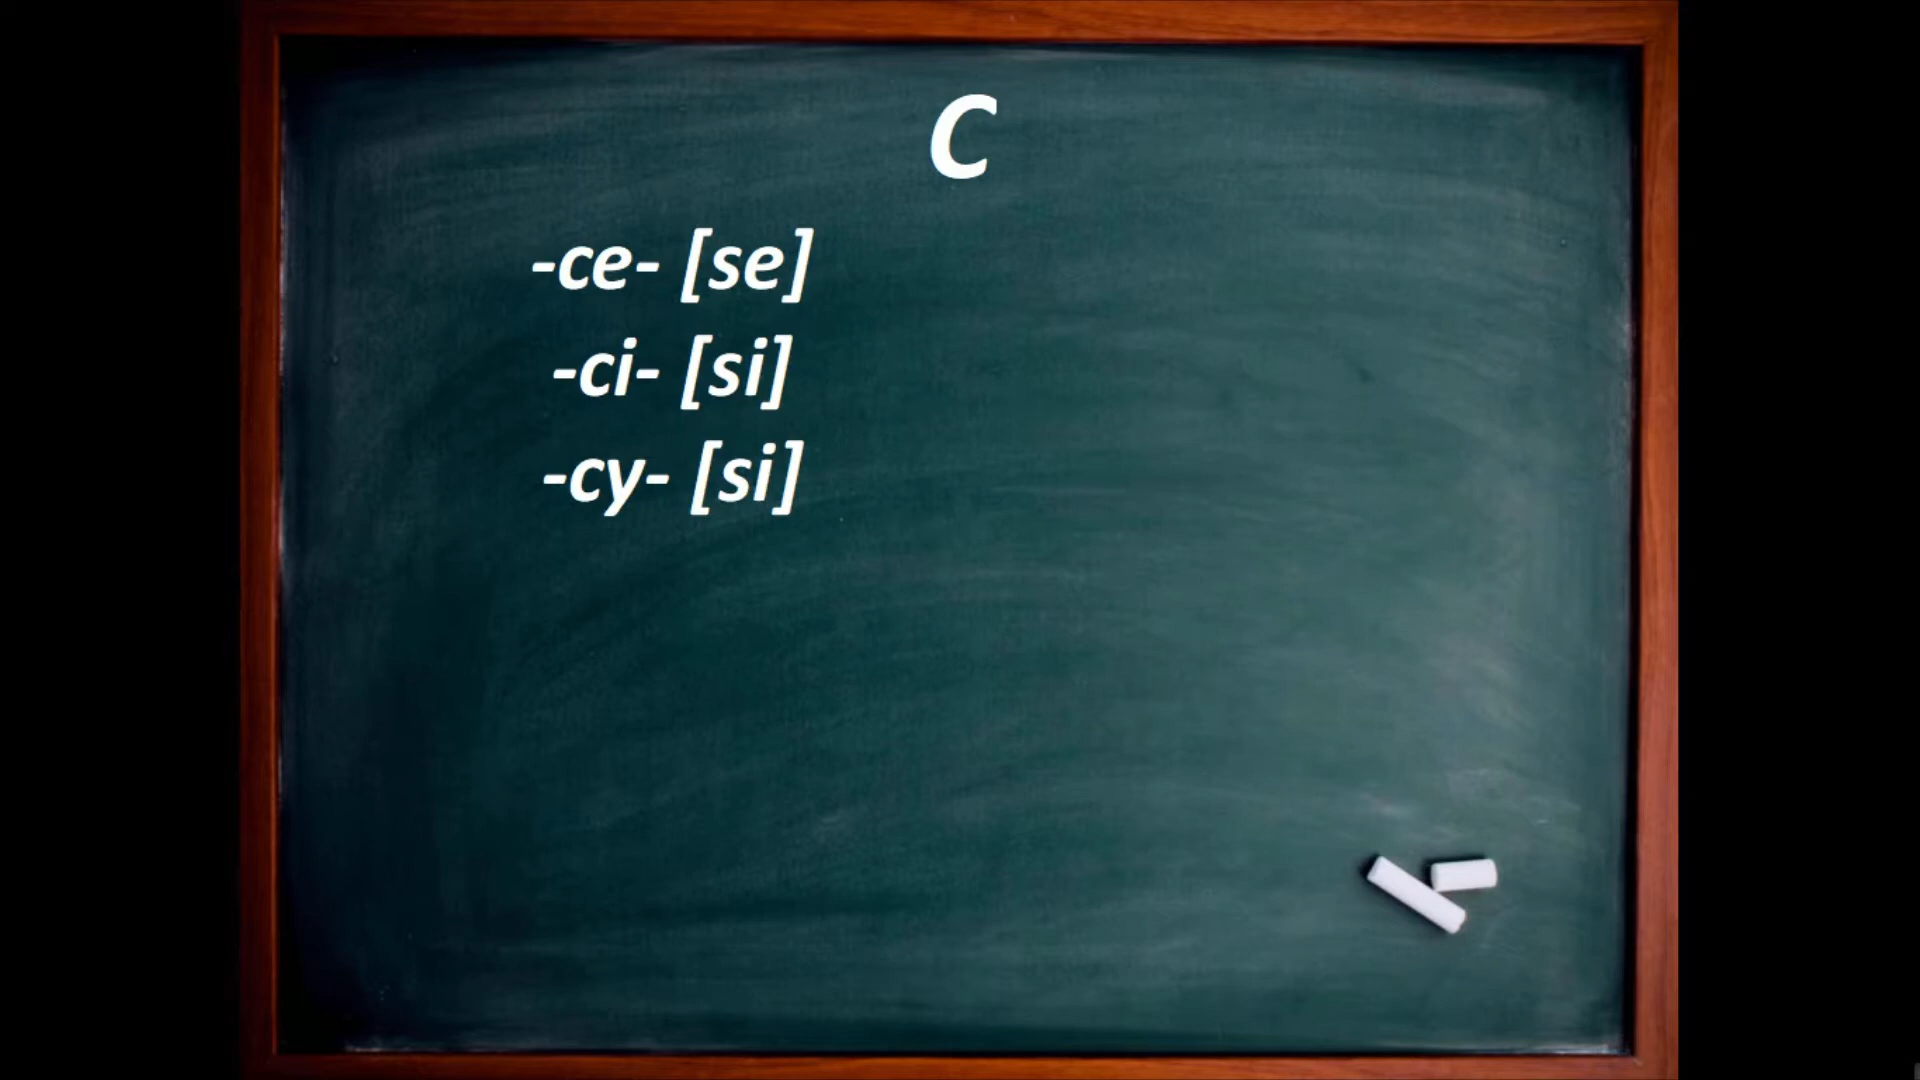 C
-ce- [se]
-ci- [si]
-cy- [si]